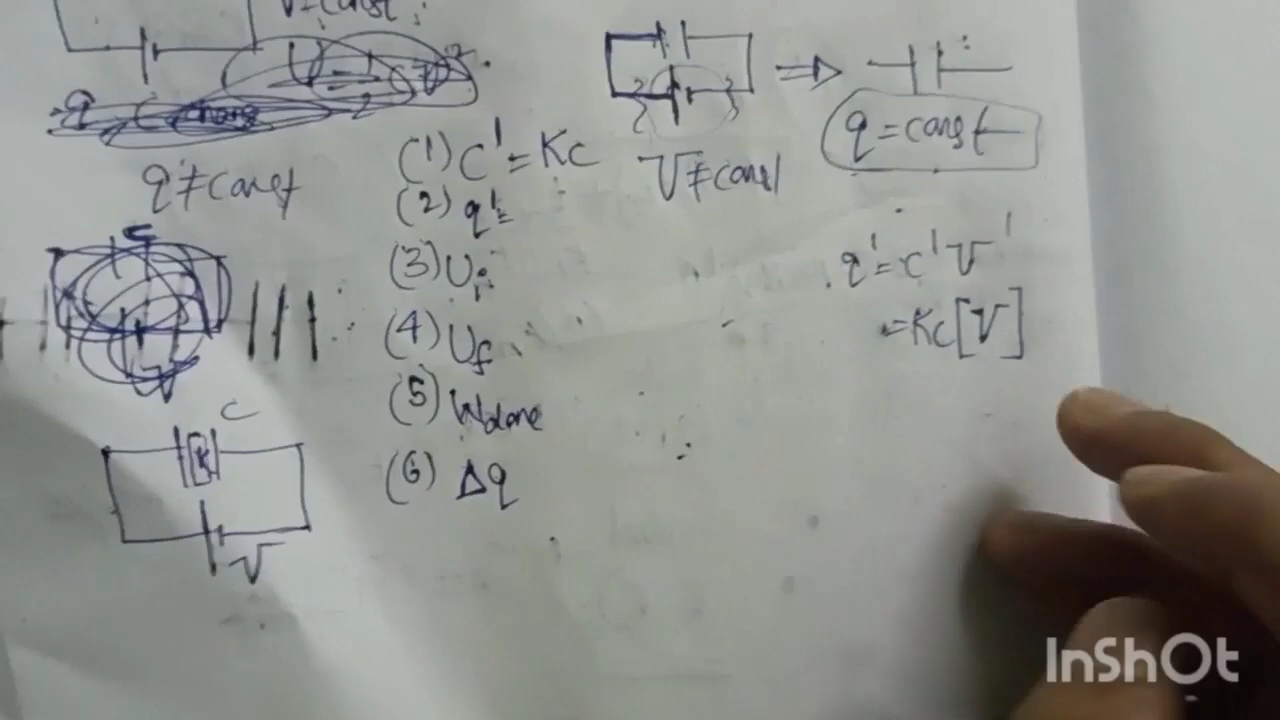 V=const
q≠const
(1) C'=KC
(2) q'=
(3) Ui
(4) Uf
(5) Wdone
(6) Δq
C
K
V
V≠const
q=const
q'=c'V'
=KC[V]
InShOt